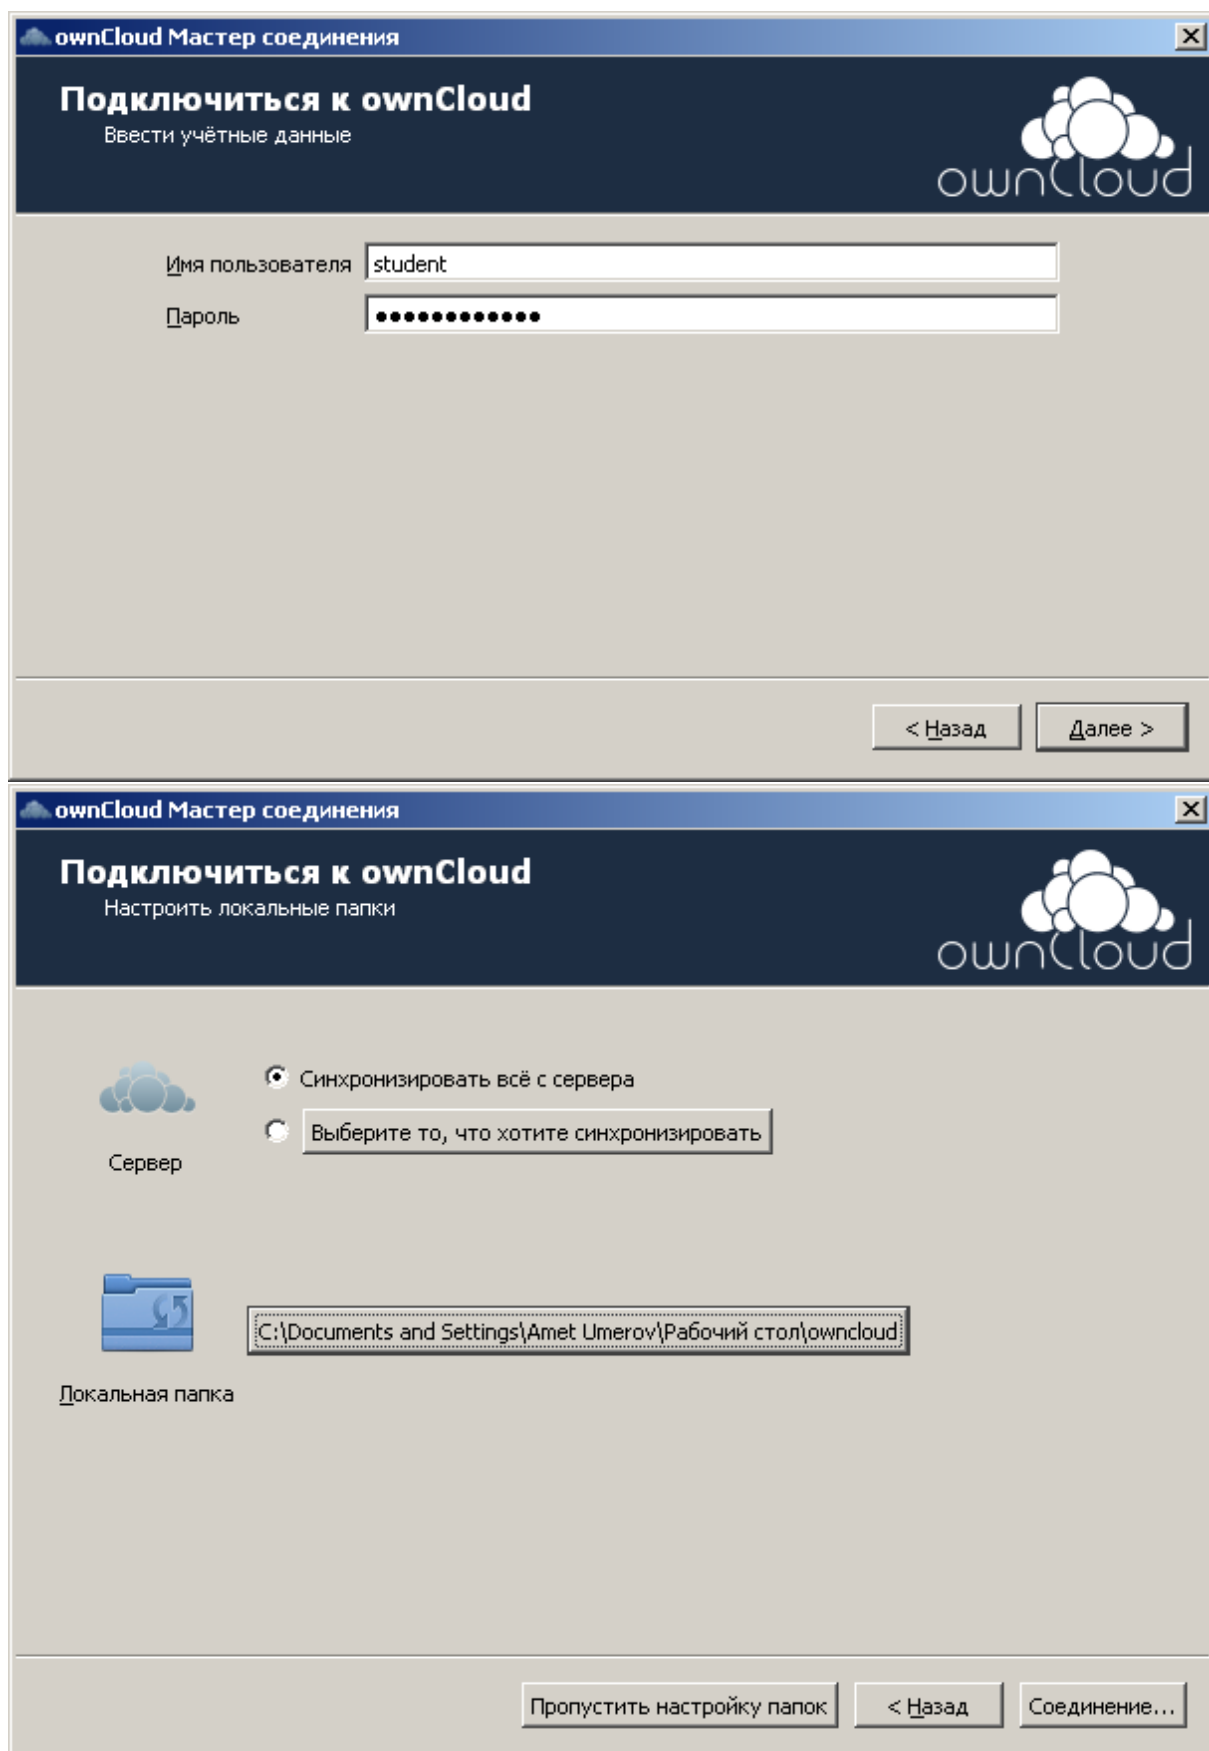 ownCloud Мастер соединения
Подключиться к ownCloud
Ввести учётные данные
ownCloud
Имя пользователя student
Пароль ●●●●●●●●●●●●
< Назад Далее >
ownCloud Мастер соединения
Подключиться к ownCloud
Настроить локальные папки
ownCloud
Синхронизировать всё с сервера
Выберите то, что хотите синхронизировать
Сервер
C:\Documents and Settings\Amet Umerov\Рабочий стол\owncloud
Локальная папка
Пропустить настройку папок < Назад Соединение...